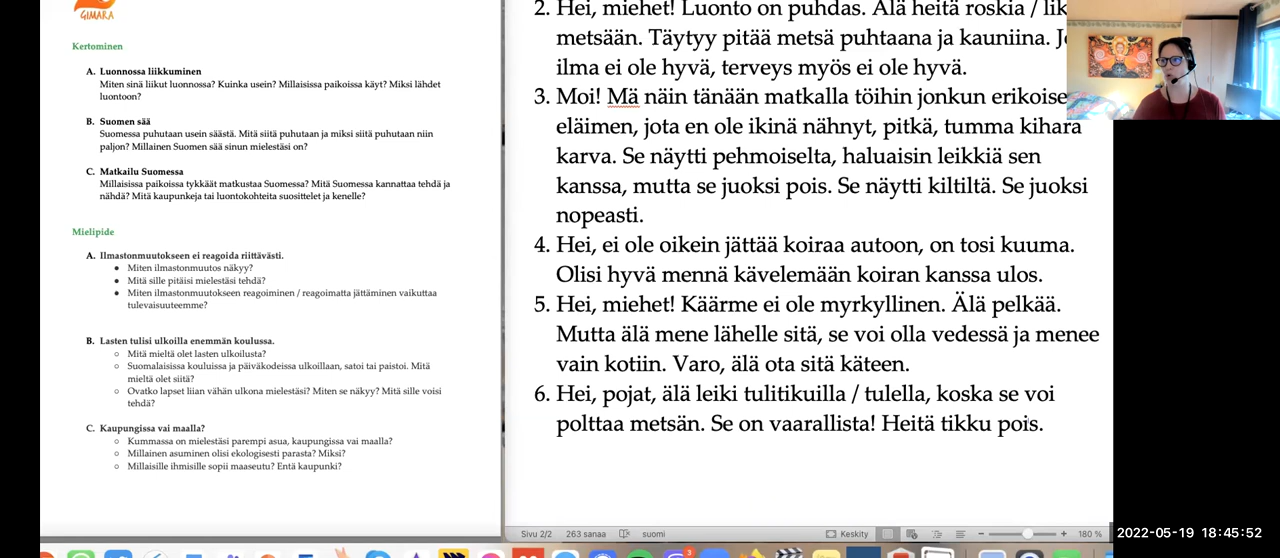 GIMARA
Kertominen
A. Luonnossa liikkuminen
Miten sinä liikut luonnossa? Kuinka usein? Millaisissa paikoissa käyt? Miksi lähdet
luontoon?
B. Suomen sää
Suomessa puhutaan usein säästä. Mitä siitä puhutaan ja miksi siitä puhutaan niin
paljon? Millainen Suomen sää sinun mielestäsi on?
C. Matkailu Suomessa
Millaisissa paikoissa tykkäät matkustaa Suomessa? Mitä Suomessa kannattaa tehdä ja
nähdä? Mitä kaupunkeja tai luontokohteita suosittelet ja kenelle?
Mielipide
A. Ilmastonmuutokseen ei reagoida riittävästi.
● Miten ilmastonmuutos näkyy?
● Mitä sille pitäisi mielestäsi tehdä?
● Miten ilmastonmuutokseen reagoiminen / reagoimatta jättäminen vaikuttaa
tulevaisuuteemme?
B. Lasten tulisi ulkoilla enemmän koulussa.
○ Mitä mieltä olet lasten ulkoilusta?
○ Suomalaisissa kouluissa ja päiväkodeissa ulkoillaan, satoi tai paistoi. Mitä
mieltä olet siitä?
○ Ovatko lapset liian vähän ulkona mielestäsi? Miten se näkyy? Mitä sille voisi
tehdä?
C. Kaupungissa vai maalla?
○ Kummassa on mielestäsi parempi asua, kaupungissa vai maalla?
○ Millainen asuminen olisi ekologisesti parasta? Miksi?
○ Millaisille ihmisille sopii maaseutu? Entä kaupunki?
2. Hei, miehet! Luonto on puhdas. Älä heitä roskia / lik
metsään. Täytyy pitää metsä puhtaana ja kauniina. J
ilma ei ole hyvä, terveys myös ei ole hyvä.
3. Moi! Mä näin tänään matkalla töihin jonkun erikoise
eläimen, jota en ole ikinä nähnyt, pitkä, tumma kihara
karva. Se näytti pehmoiselta, haluaisin leikkiä sen
kanssa, mutta se juoksi pois. Se näytti kiltiltä. Se juoksi
nopeasti.
4. Hei, ei ole oikein jättää koiraa autoon, on tosi kuuma.
Olisi hyvä mennä kävelemään koiran kanssa ulos.
5. Hei, miehet! Käärme ei ole myrkyllinen. Älä pelkää.
Mutta älä mene lähelle sitä, se voi olla vedessä ja menee
vain kotiin. Varo, älä ota sitä käteen.
6. Hei, pojat, älä leiki tulitikuilla / tulella, koska se voi
polttaa metsän. Se on vaarallista! Heitä tikku pois.
Sivu 2/2 263 sanaa suomi Keskity 180 %
3
2022-05-19 18:45:52